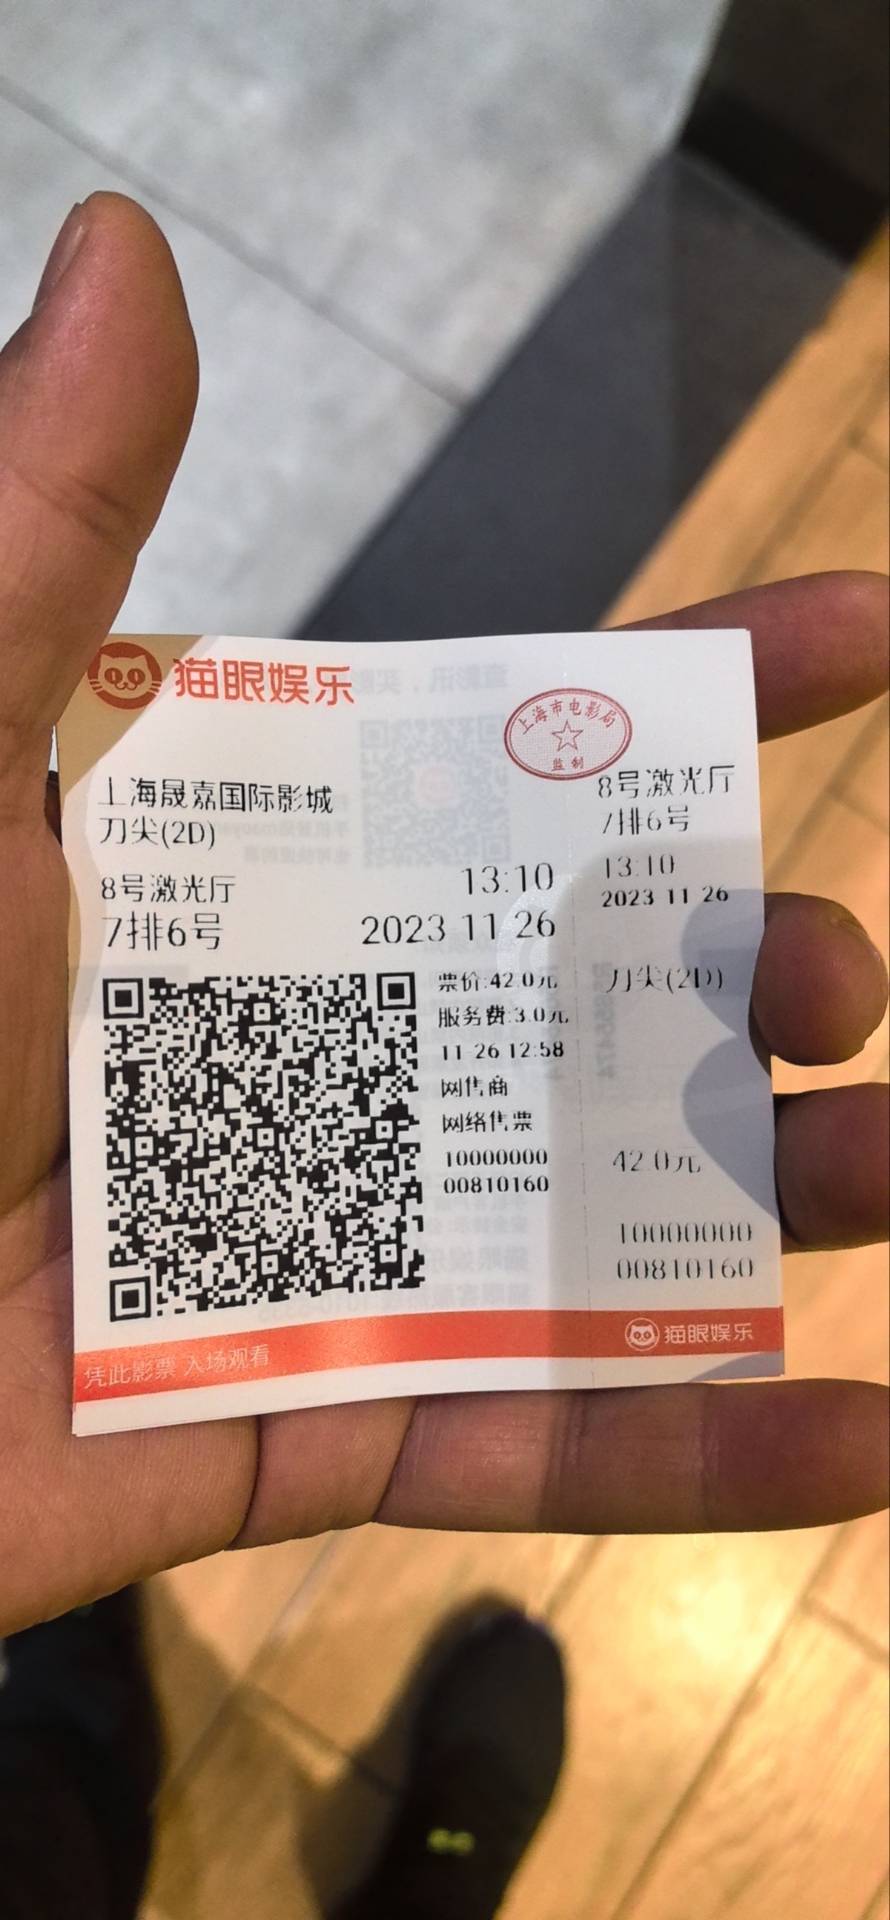 猫眼娱乐
上海市电影局
监制
上海晟嘉国际影城
刀尖(2D)
8号激光厅
7排6号
13:10
2023 11 26
票价:42.0元
服务费:3.0元
11 26 12:58
网售商
网络售票
10000000
00810160
8号激光厅
7排6号
13:10
2023 11 26
刀尖(2D)
42.0元
10000000
00810160
凭此影票 入场观看
猫眼娱乐